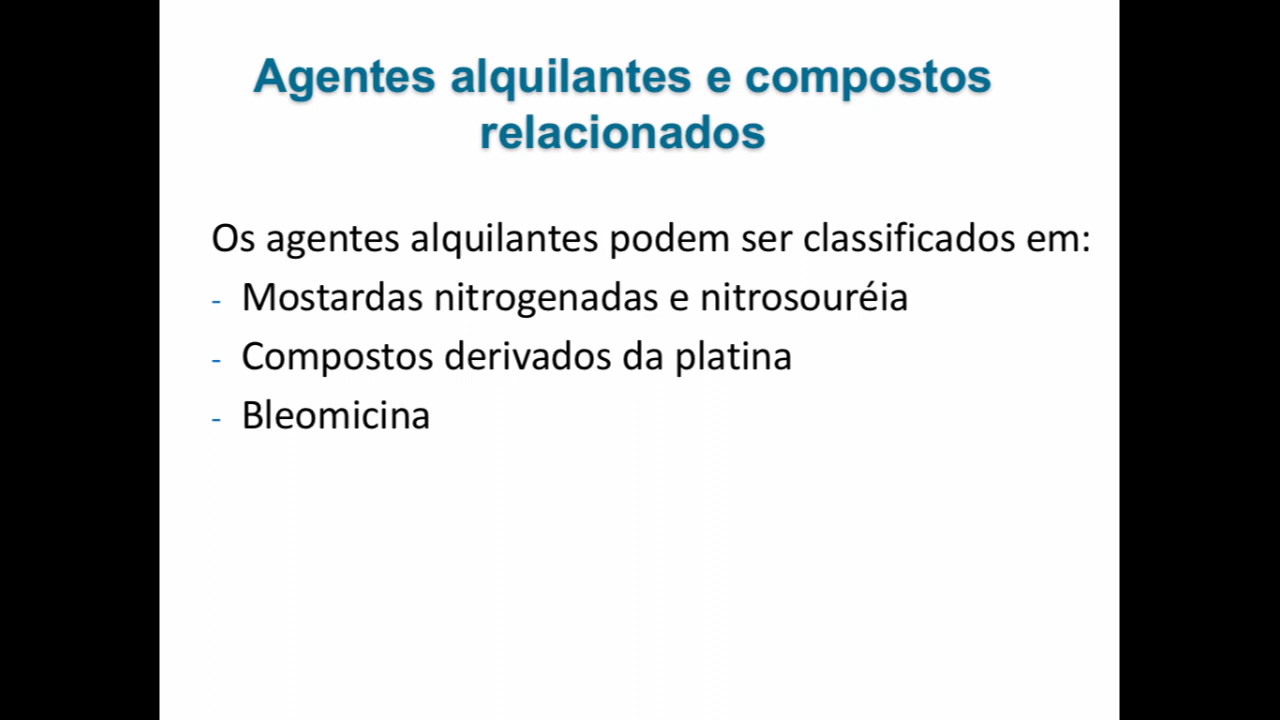 Agentes alquilantes e compostos
relacionados
Os agentes alquilantes podem ser classificados em:
- Mostardas nitrogenadas e nitrosouréia
- Compostos derivados da platina
- Bleomicina